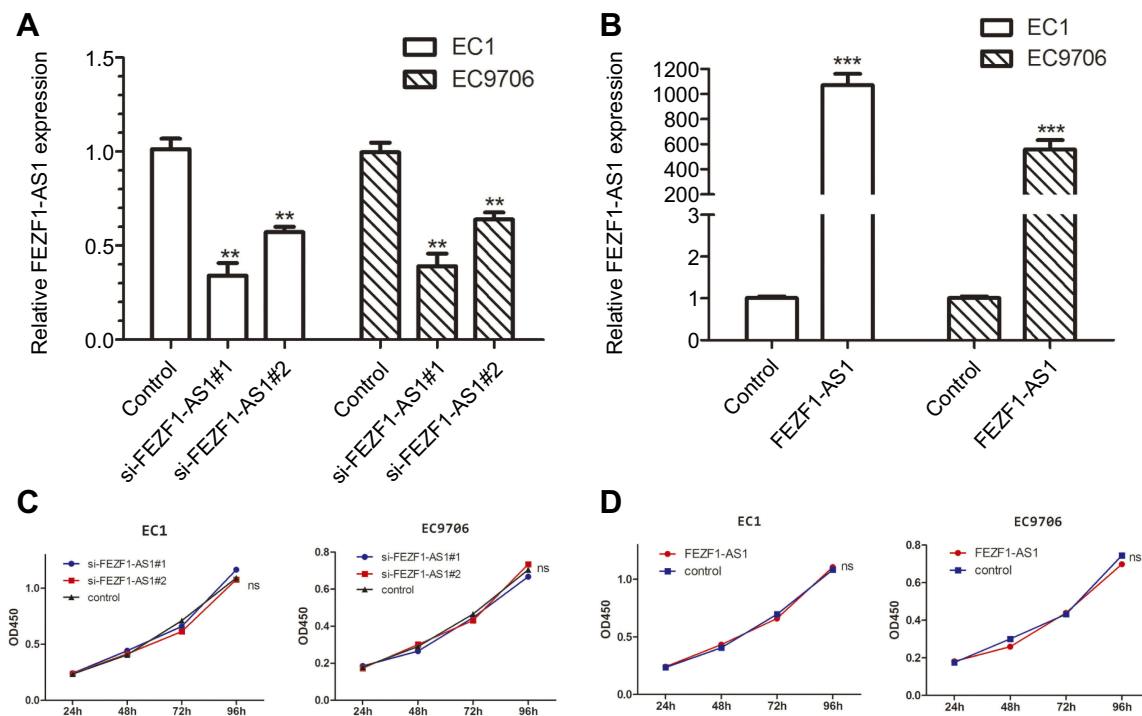 A
Relative FEZF1-AS1 expression
1.5
1.0
0.5
0.0
EC1
EC9706
**
**
**
**
Control
si-FEZF1-AS1#1
si-FEZF1-AS1#2
Control
si-FEZF1-AS1#1
si-FEZF1-AS1#2
B
Relative FEZF1-AS1 expression
1200
1000
800
600
400
200
3
2
1
0
EC1
EC9706
***
***
Control
FEZF1-AS1
Control
FEZF1-AS1
C
EC1
si-FEZF1-AS1#1
si-FEZF1-AS1#2
control
OD450
1.0
0.5
0.0
ns
24h 48h 72h 96h
EC9706
si-FEZF1-AS1#1
si-FEZF1-AS1#2
control
OD450
0.8
0.6
0.4
0.2
0.0
ns
24h 48h 72h 96h
D
EC1
FEZF1-AS1
control
OD450
1.0
0.5
0.0
ns
24h 48h 72h 96h
EC9706
FEZF1-AS1
control
OD450
0.8
0.6
0.4
0.2
0.0
ns
24h 48h 72h 96h